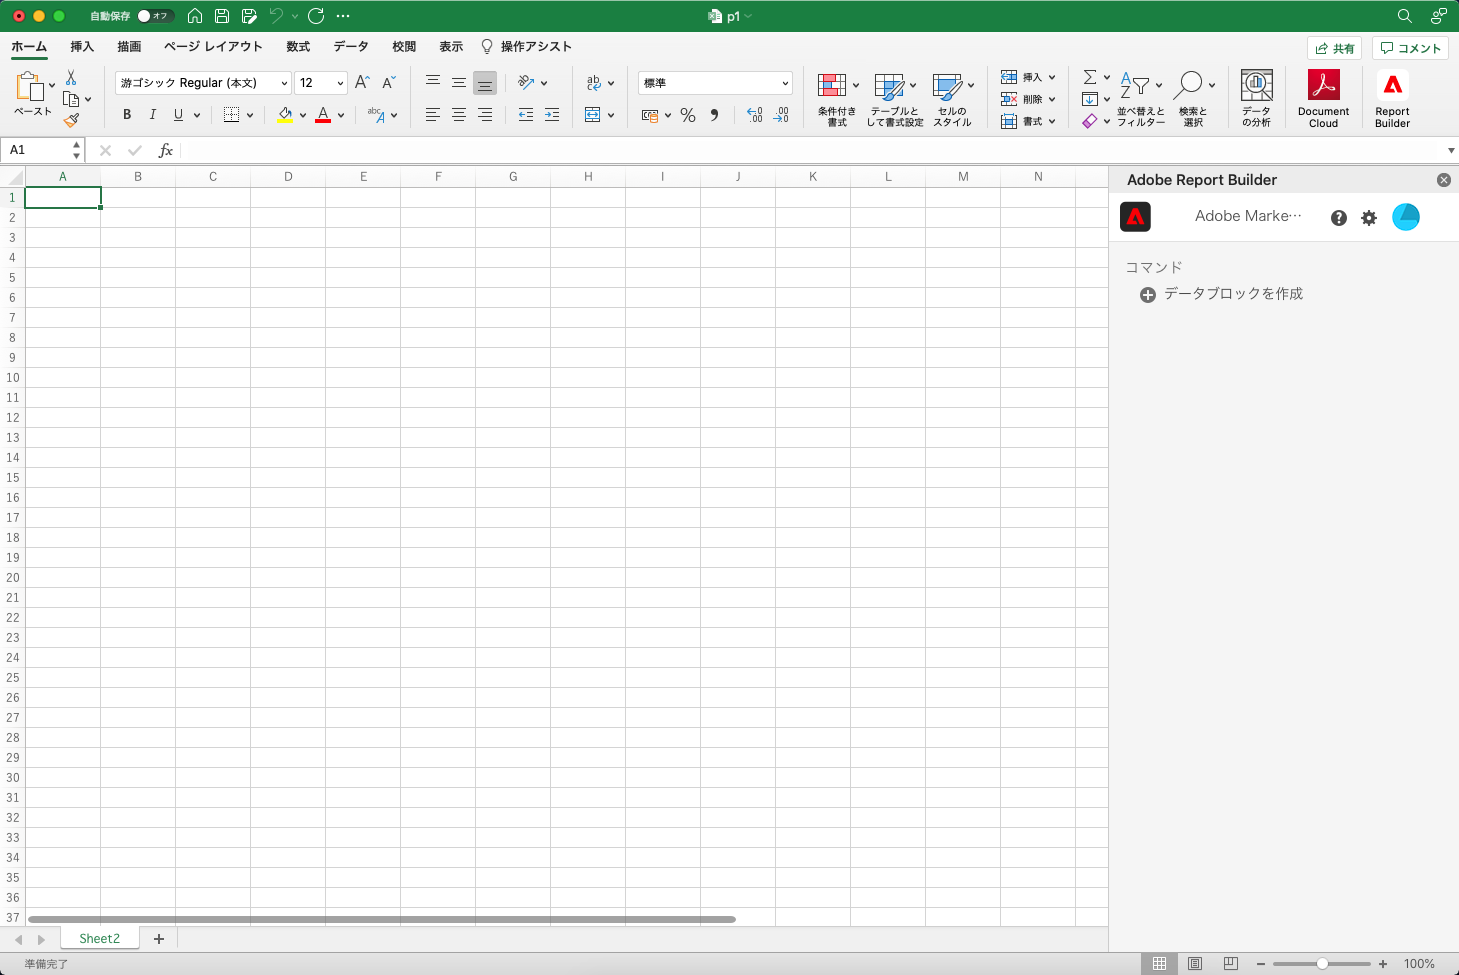 自動保存 オフ p1
ホーム 挿入 描画 ページ レイアウト 数式 データ 校閲 表示 操作アシスト 共有 コメント
ペースト
游ゴシック Regular (本文) 12 A A
B I U A abc A
ab c
標準
% .00
条件付き
書式
テーブルと
して書式設定
セルの
スタイル
挿入
削除
書式
並べ替えと
フィルター
検索と
選択
データ
の分析
Document
Cloud
Report
Builder
A1 fx
A B C D E F G H I J K L M N
1
2
3
4
5
6
7
8
9
10
11
12
13
14
15
16
17
18
19
20
21
22
23
24
25
26
27
28
29
30
31
32
33
34
35
36
37
Adobe Report Builder
Adobe Marke…
コマンド
データブロックを作成
Sheet2 +
準備完了 100%